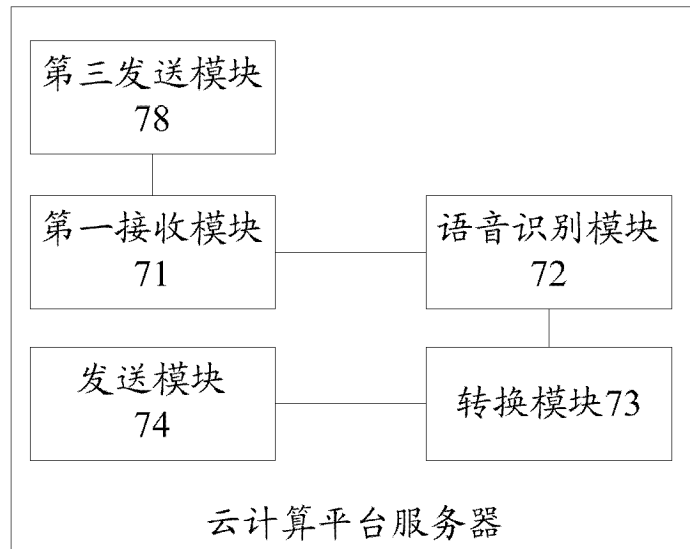 第三发送模块
78
第一接收模块
71
语音识别模块
72
发送模块
74
转换模块73
云计算平台服务器